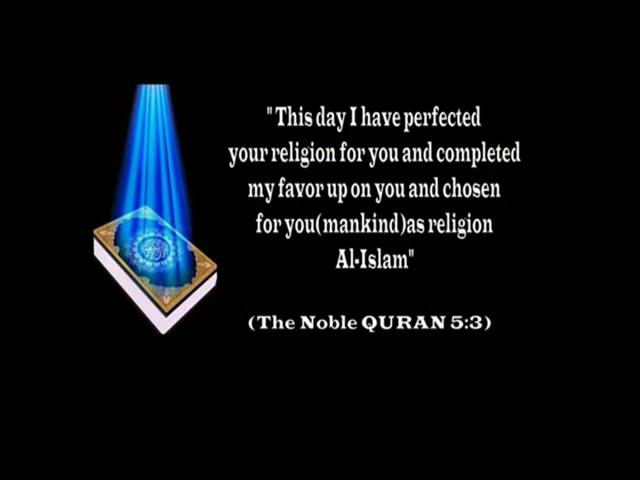 "This day I have perfected
your religion for you and completed
my favor up on you and chosen
for you(mankind)as religion
Al-Islam"
(The Noble QURAN 5:3)